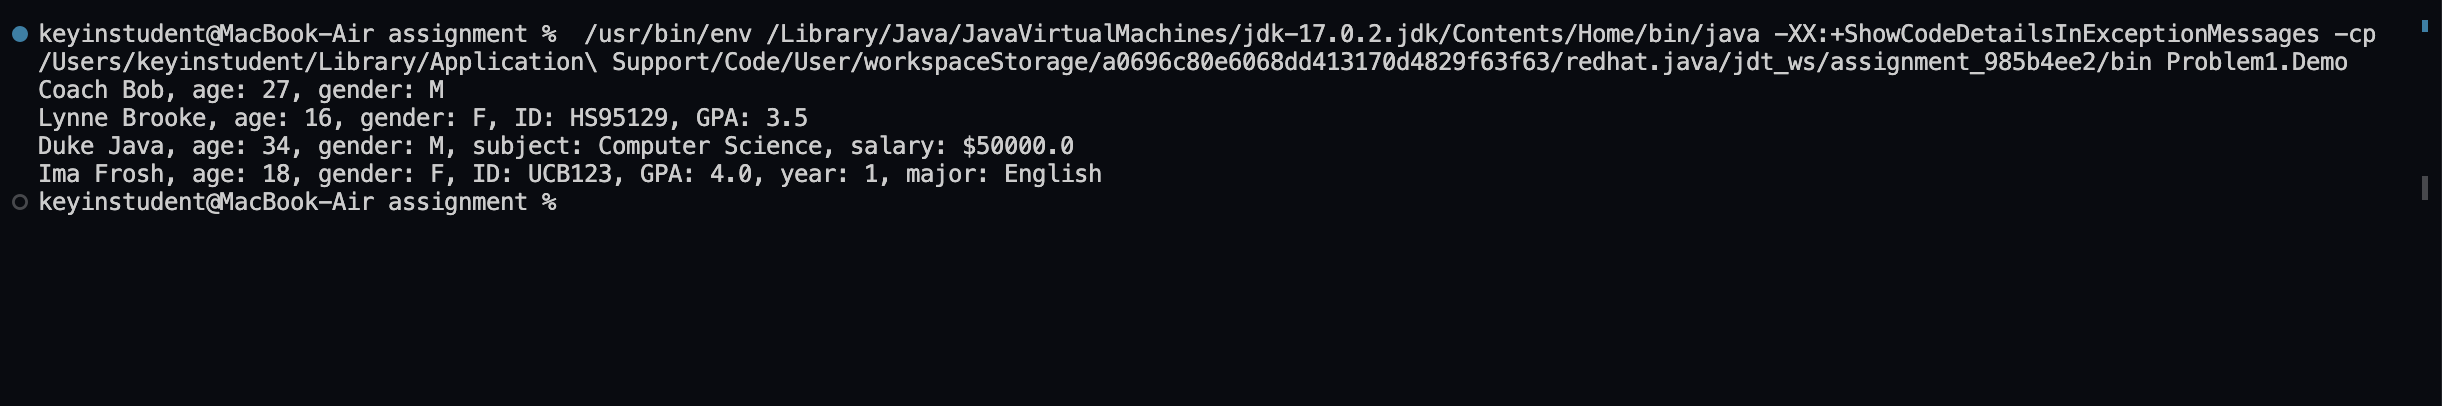 keyinstudent@MacBook-Air assignment %  /usr/bin/env /Library/Java/JavaVirtualMachines/jdk-17.0.2.jdk/Contents/Home/bin/java -XX:+ShowCodeDetailsInExceptionMessages -cp
/Users/keyinstudent/Library/Application\ Support/Code/User/workspaceStorage/a0696c80e6068dd413170d4829f63f63/redhat.java/jdt_ws/assignment_985b4ee2/bin Problem1.Demo
Coach Bob, age: 27, gender: M
Lynne Brooke, age: 16, gender: F, ID: HS95129, GPA: 3.5
Duke Java, age: 34, gender: M, subject: Computer Science, salary: $50000.0
Ima Frosh, age: 18, gender: F, ID: UCB123, GPA: 4.0, year: 1, major: English
keyinstudent@MacBook-Air assignment %